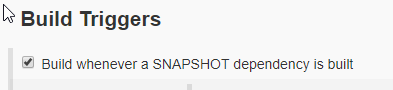 Build Triggers
Build whenever a SNAPSHOT dependency is built